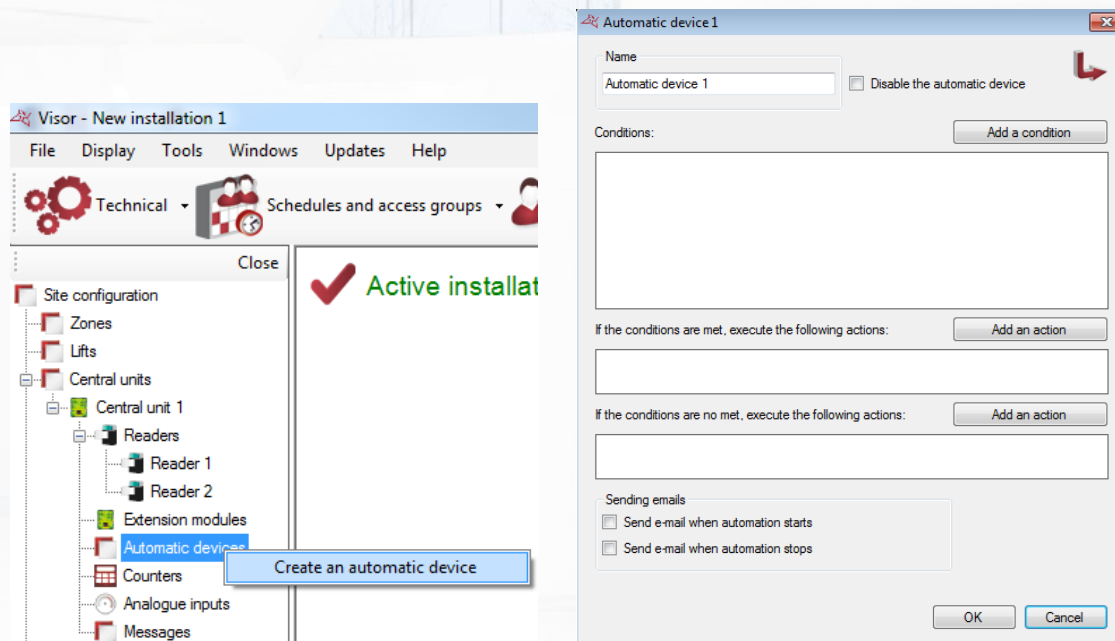 Visor - New installation 1
File Display Tools Windows Updates Help
Technical Schedules and access groups
Close
Active installat
Site configuration
Zones
Lifts
Central units
Central unit 1
Readers
Reader 1
Reader 2
Extension modules
Automatic devices
Create an automatic device
Counters
Analogue inputs
Messages
Automatic device 1
Name
Automatic device 1 Disable the automatic device
Conditions: Add a condition
If the conditions are met, execute the following actions: Add an action
If the conditions are no met, execute the following actions: Add an action
Sending emails
Send e-mail when automation starts
Send e-mail when automation stops
OK Cancel